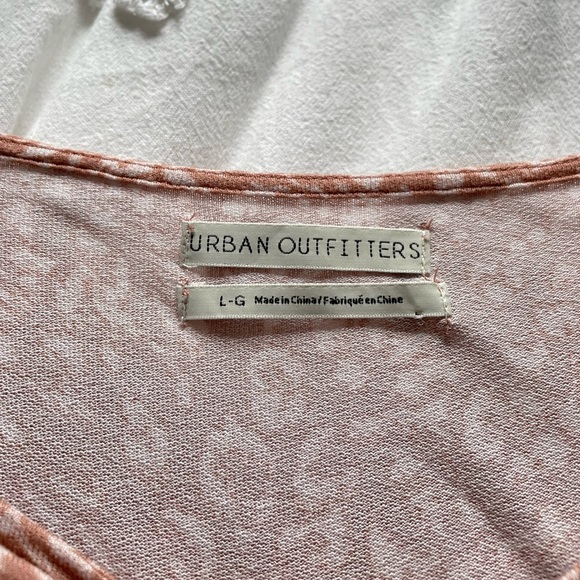 URBAN OUTFITTERS
L-G Made in China / Fabriqué en Chine